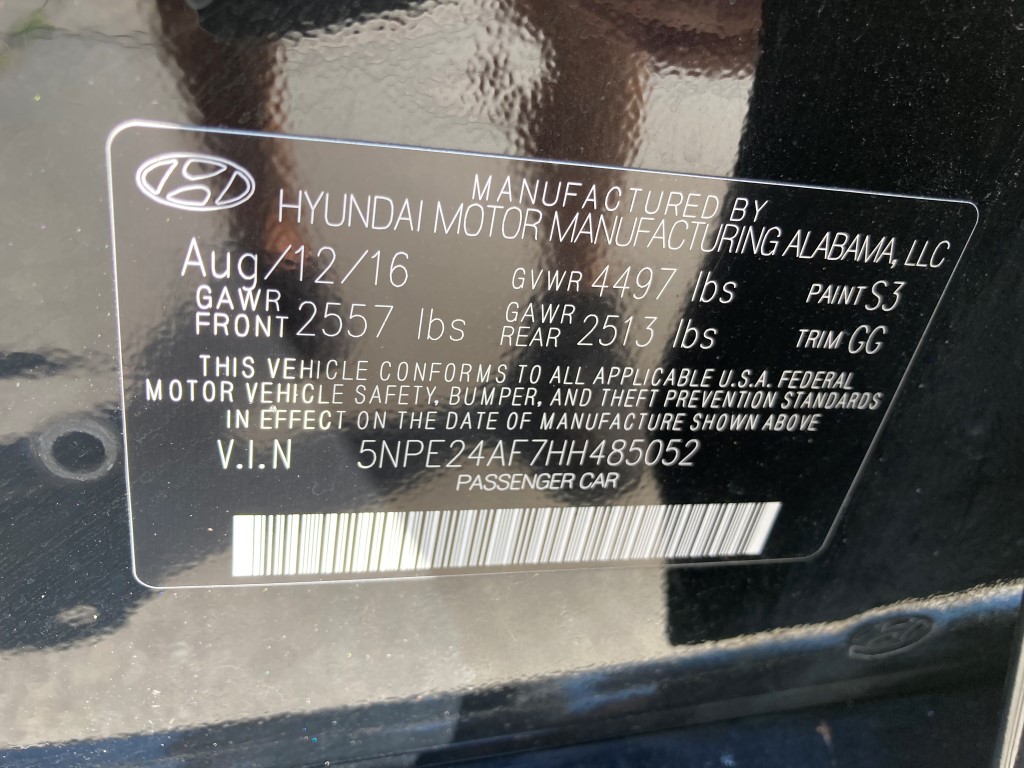 MANUFACTURED BY
HYUNDAI MOTOR MANUFACTURING ALABAMA, LLC
Aug/12/16 GVWR 4497 lbs PAINT S3
GAWR FRONT 2557 lbs GAWR REAR 2513 lbs TRIM GG
THIS VEHICLE CONFORMS TO ALL APPLICABLE U.S.A. FEDERAL
MOTOR VEHICLE SAFETY, BUMPER, AND THEFT PREVENTION STANDARDS
IN EFFECT ON THE DATE OF MANUFACTURE SHOWN ABOVE
V.I.N 5NPE24AF7HH485052
PASSENGER CAR